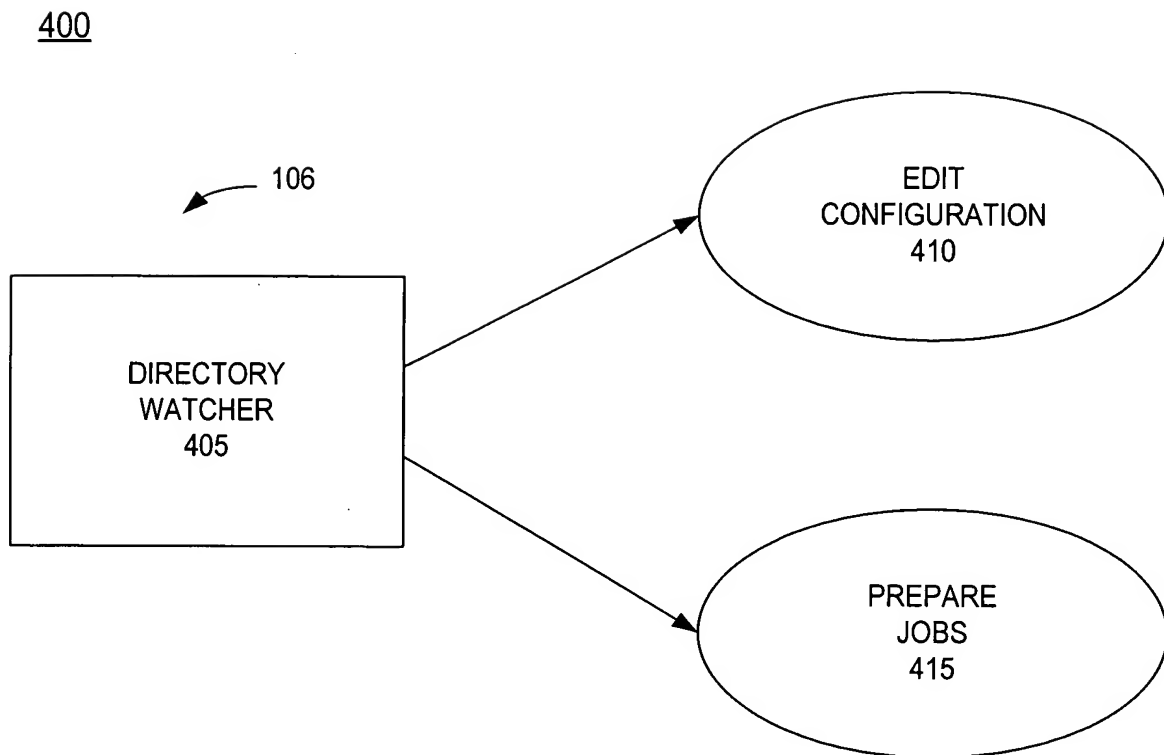 400
106
EDIT
CONFIGURATION
410
DIRECTORY
WATCHER
405
PREPARE
JOBS
415